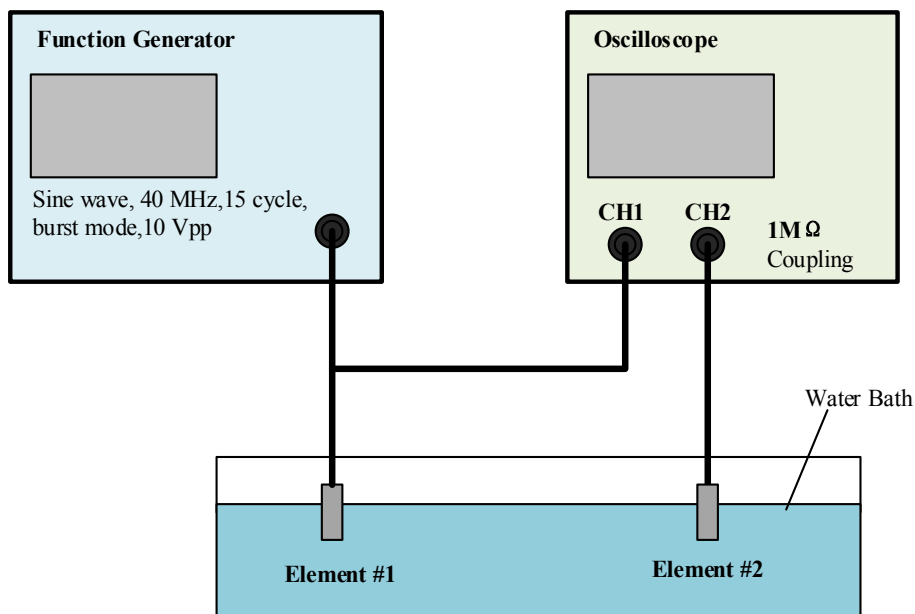 Function Generator
Sine wave, 40 MHz,15 cycle,
burst mode,10 Vpp
Oscilloscope
CH1
CH2
1M Ω
Coupling
Water Bath
Element #1
Element #2